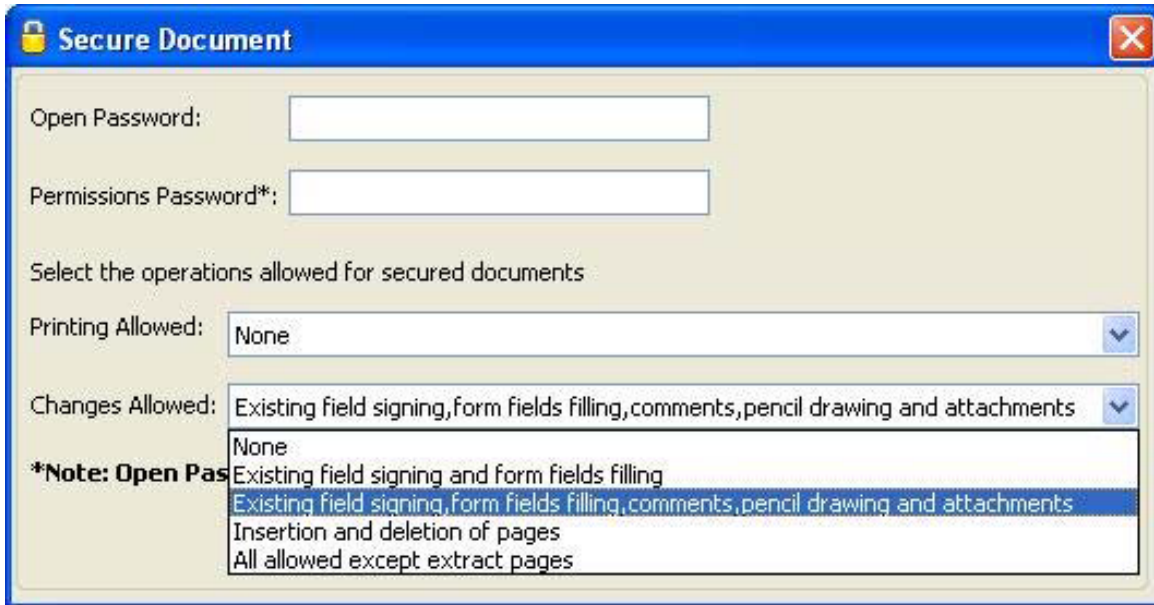 Secure Document
Open Password:
Permissions Password*:
Select the operations allowed for secured documents
Printing Allowed: None
Changes Allowed: Existing field signing,form fields filling,comments,pencil drawing and attachments
None
*Note: Open Pas
Existing field signing and form fields filling
Existing field signing,form fields filling,comments,pencil drawing and attachments
Insertion and deletion of pages
All allowed except extract pages